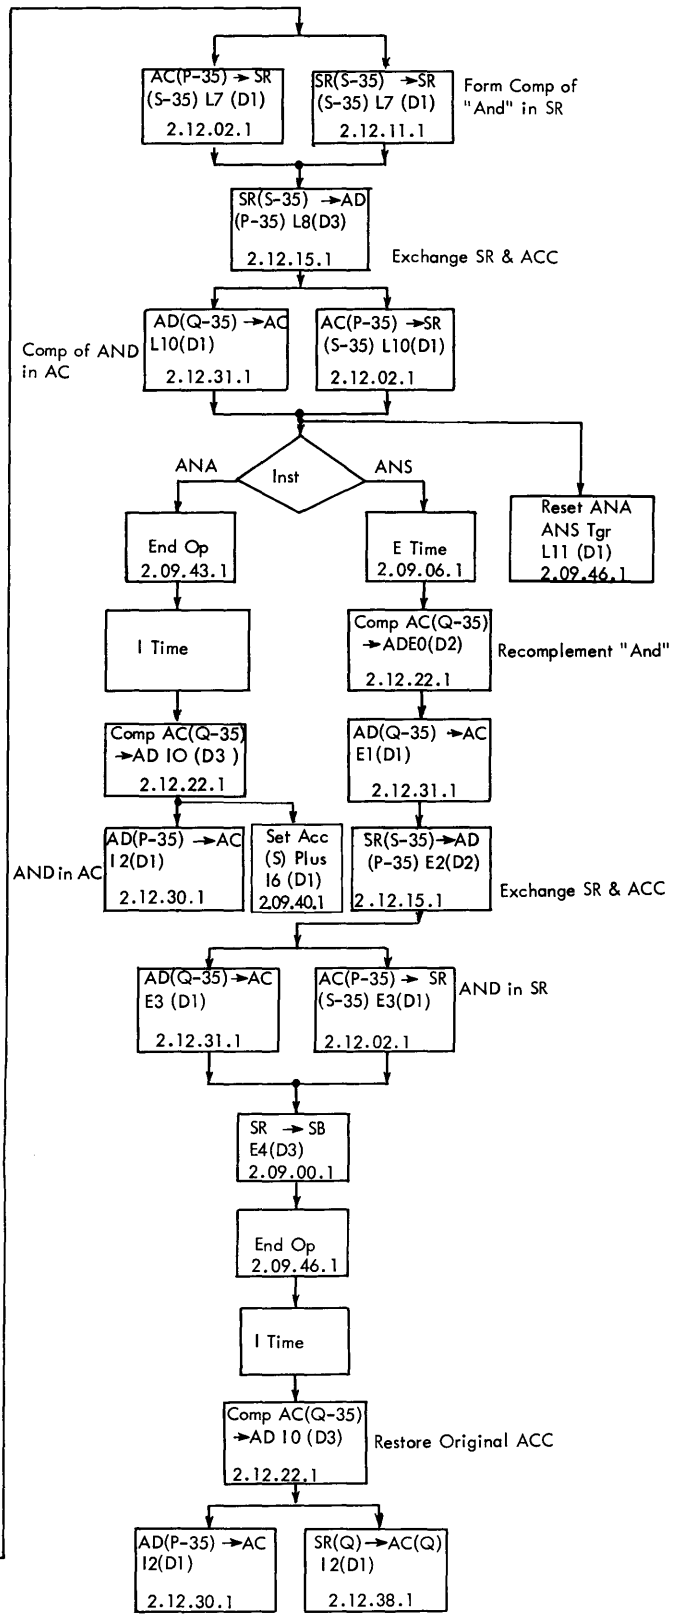 AC(P-35) → SR
(S-35) L7 (D1)
2.12.02.1
SR(S-35) →SR
(S-35) L7 (D1)
2.12.11.1
Form Comp of
"And" in SR
SR(S-35) →AD
(P-35) L8(D3)
2.12.15.1
Exchange SR & ACC
Comp of AND
in AC
AD(Q-35) →AC
L10(D1)
2.12.31.1
AC(P-35) →SR
(S-35) L10(D1)
2.12.02.1
ANA
Inst
ANS
End Op
2.09.43.1
E Time
2.09.06.1
Reset ANA
ANS Tgr
L11 (D1)
2.09.46.1
I Time
Comp AC(Q-35)
→ADE0(D2)
2.12.22.1
Recomplement "And"
Comp AC(Q-35)
→AD IO (D3 )
2.12.22.1
AD(Q-35) →AC
E1(D1)
2.12.31.1
AND in AC
AD(P-35) →AC
I2(D1)
2.12.30.1
Set Acc
(S) Plus
I6 (D1)
2.09.40.1
SR(S-35)→AD
(P-35) E2(D2)
2.12.15.1
Exchange SR & ACC
AD(Q-35) →AC
E3 (D1)
2.12.31.1
AC(P-35) → SR
(S-35) E3(D1)
2.12.02.1
AND in SR
SR → SB
E4(D3)
2.09.00.1
End Op
2.09.46.1
I Time
Comp AC(Q-35)
→AD I0 (D3)
2.12.22.1
Restore Original ACC
AD(P-35) →AC
I2(D1)
2.12.30.1
SR(Q)→AC(Q)
I2(D1)
2.12.38.1